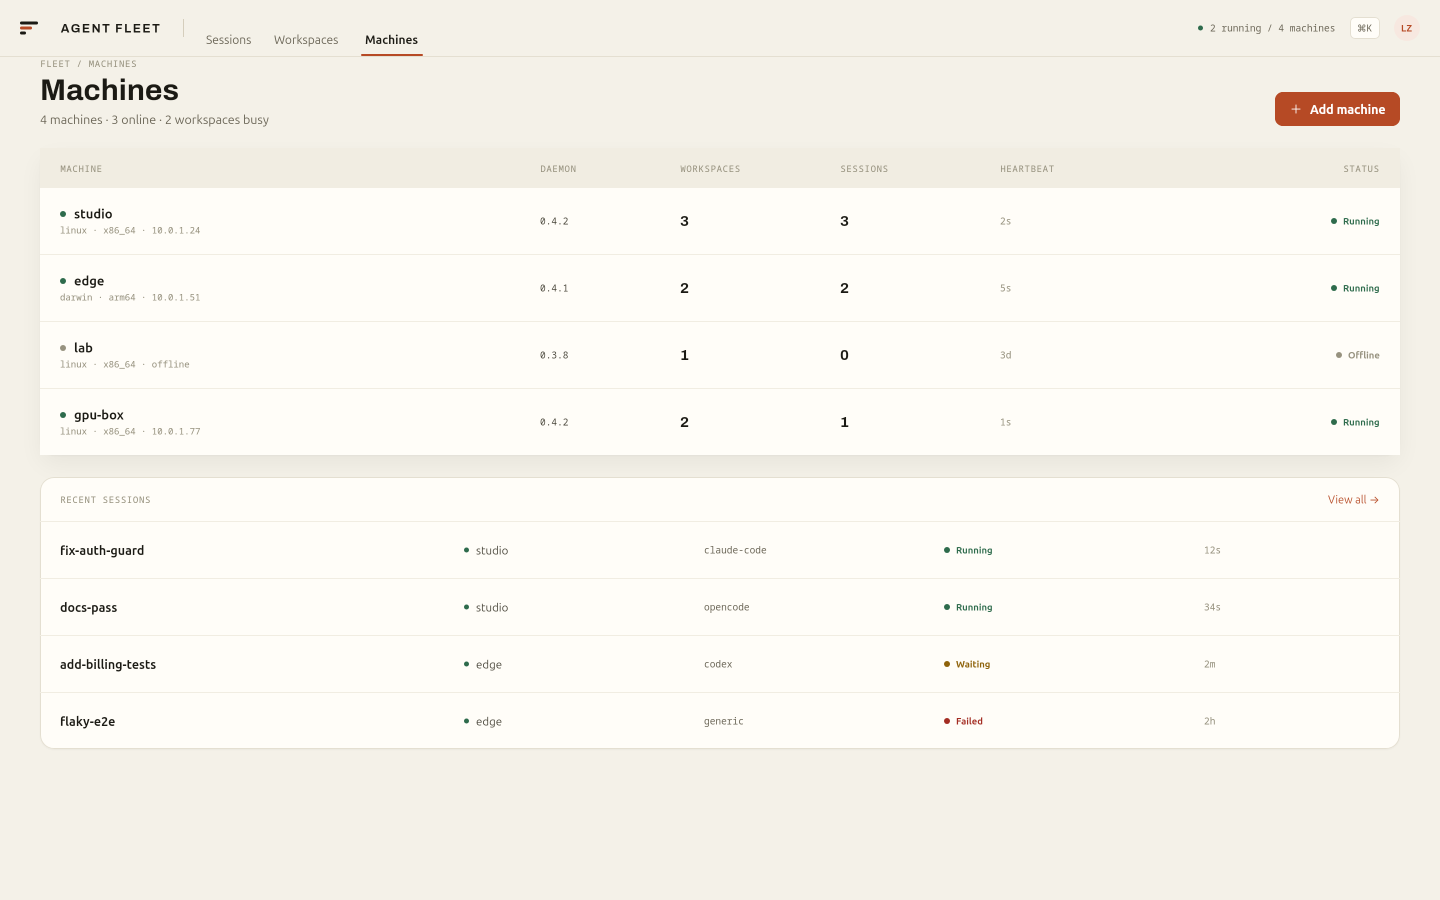 AGENT FLEET
Sessions Workspaces Machines
2 running / 4 machines ⌘K LZ
FLEET / MACHINES
Machines
4 machines · 3 online · 2 workspaces busy
+ Add machine
MACHINE DAEMON WORKSPACES SESSIONS HEARTBEAT STATUS
studio
linux · x86_64 · 10.0.1.24
0.4.2 3 3 2s Running
edge
darwin · arm64 · 10.0.1.51
0.4.1 2 2 5s Running
lab
linux · x86_64 · offline
0.3.8 1 0 3d Offline
gpu-box
linux · x86_64 · 10.0.1.77
0.4.2 2 1 1s Running
RECENT SESSIONS View all →
fix-auth-guard studio claude-code Running 12s
docs-pass studio opencode Running 34s
add-billing-tests edge codex Waiting 2m
flaky-e2e edge generic Failed 2h